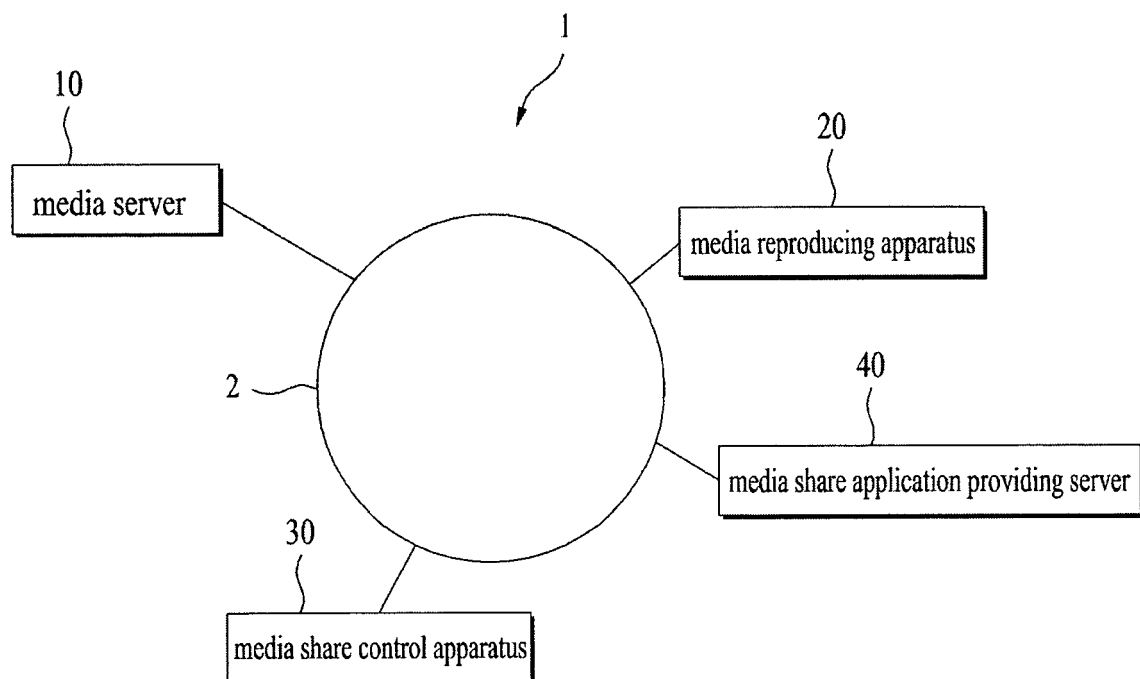 1
10
media server
20
media reproducing apparatus
2
40
media share application providing server
30
media share control apparatus